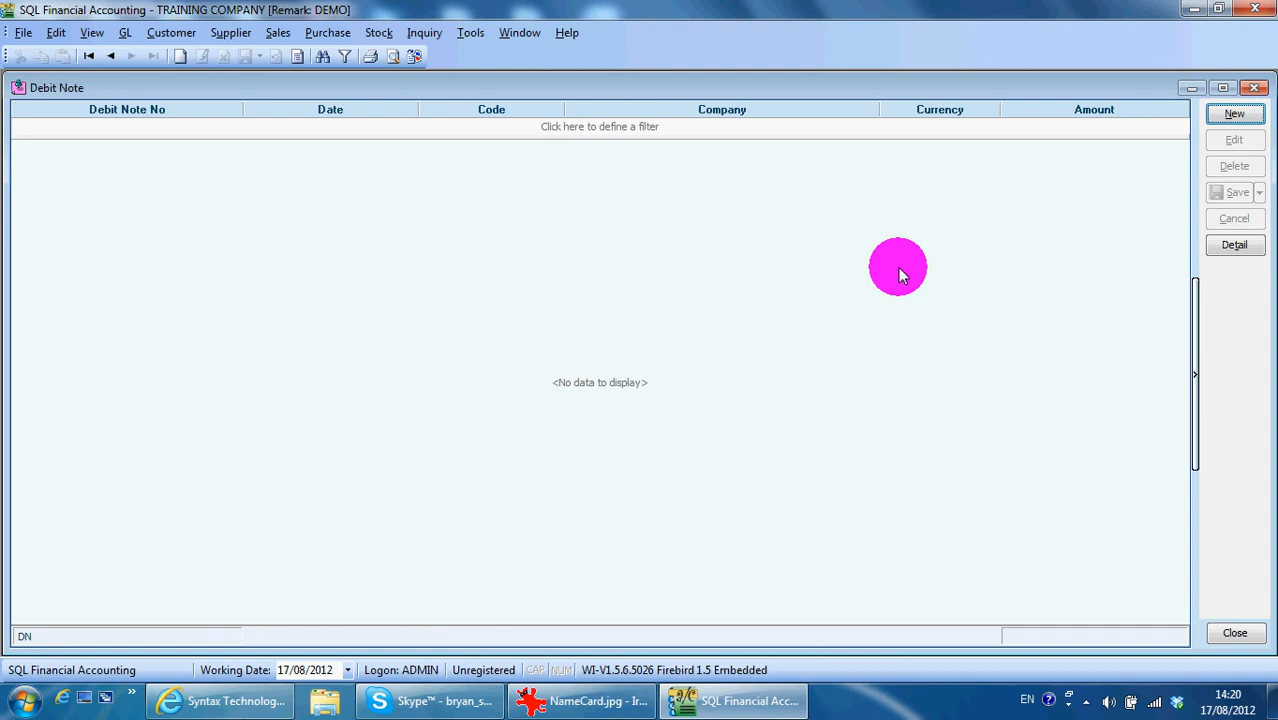 SQL Financial Accounting - TRAINING COMPANY [Remark: DEMO]
File Edit View GL Customer Supplier Sales Purchase Stock Inquiry Tools Window Help
Debit Note
Debit Note No Date Code Company Currency Amount
Click here to define a filter
New
Edit
Delete
Save
Cancel
Detail
<No data to display>
DN
Close
SQL Financial Accounting Working Date: 17/08/2012 Logon: ADMIN Unregistered CAP NUM WI-V1.5.6.5026 Firebird 1.5 Embedded
Syntax Technolog... Skype™ - bryan_s... NameCard.jpg - Ir... SQL Financial Acc... EN 14:20
17/08/2012